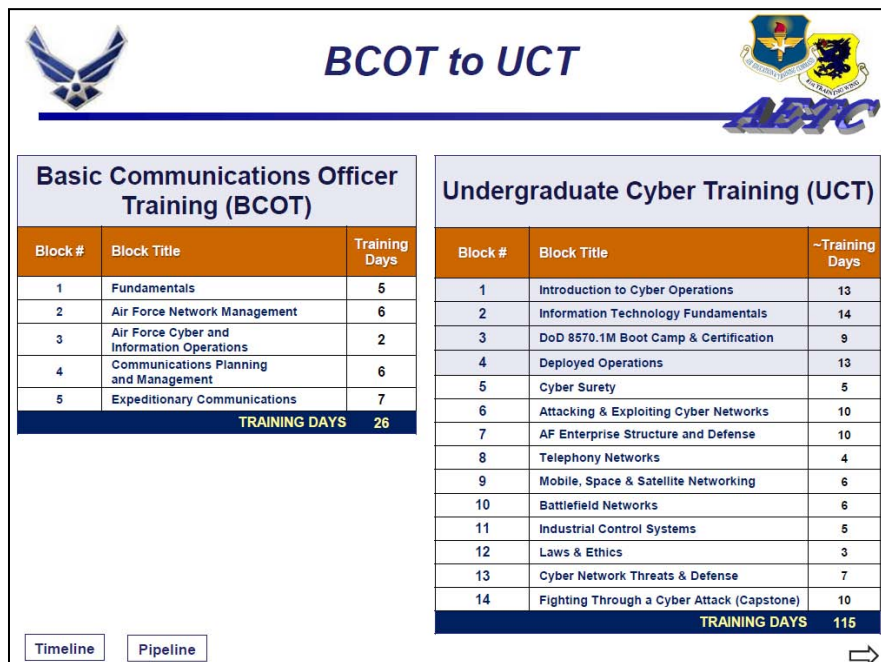 BCOT to UCT
AIR EDUCATION & TRAINING COMMAND
81ST TRAINING WING
AETC
Basic Communications Officer
Training (BCOT)
Block # Block Title Training Days
1 Fundamentals 5
2 Air Force Network Management 6
3 Air Force Cyber and
Information Operations 2
4 Communications Planning
and Management 6
5 Expeditionary Communications 7
TRAINING DAYS 26
Undergraduate Cyber Training (UCT)
Block # Block Title ~Training Days
1 Introduction to Cyber Operations 13
2 Information Technology Fundamentals 14
3 DoD 8570.1M Boot Camp & Certification 9
4 Deployed Operations 13
5 Cyber Surety 5
6 Attacking & Exploiting Cyber Networks 10
7 AF Enterprise Structure and Defense 10
8 Telephony Networks 4
9 Mobile, Space & Satellite Networking 6
10 Battlefield Networks 6
11 Industrial Control Systems 5
12 Laws & Ethics 3
13 Cyber Network Threats & Defense 7
14 Fighting Through a Cyber Attack (Capstone) 10
TRAINING DAYS 115
Timeline Pipeline